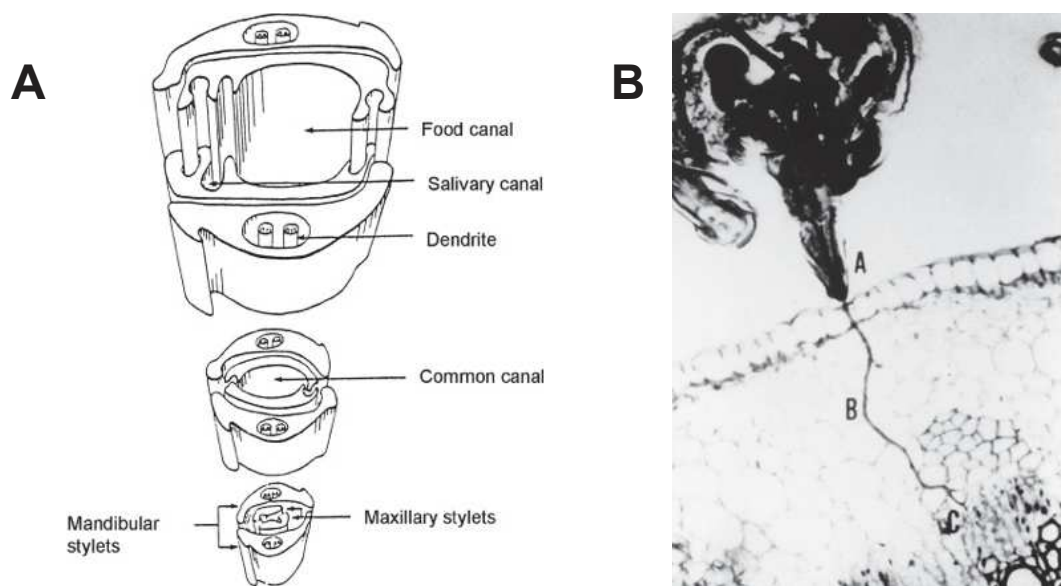 A
Food canal
Salivary canal
Dendrite
Common canal
Mandibular
stylets
Maxillary stylets
B
A
B
C